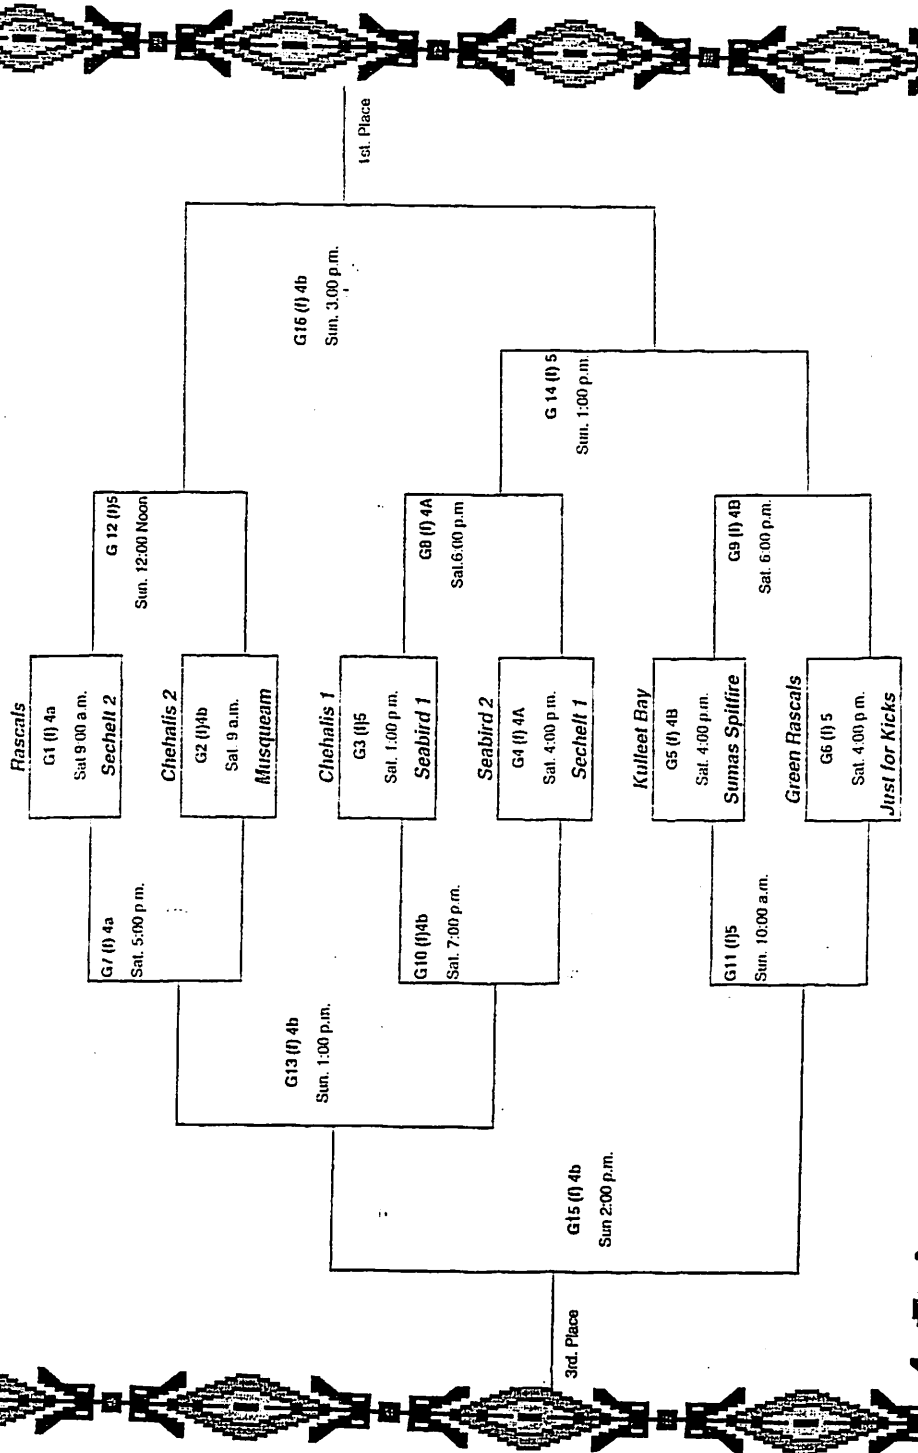 Rascals
G1 (f) 4a
Sat 9 00 a.m.
Sechelt 2
Chehalis 2
G2 (f)4b
Sat. 9 a.m.
Musqueam
Chehalis 1
G3 (f)5
Sat. 1:00 p m.
Seabird 1
Seabird 2
G4 (f) 4A
Sat. 4:00 p m.
Sechelt 1
Kulleet Bay
G5 (f) 4B
Sat. 4:00 p.m.
Sumas Spitfire
Green Rascals
G6 (f) 5
Sat. 4:00 p m.
Just for Kicks
G7 (f) 4a
Sat. 5:00 p m.
G10 (f)4b
Sat. 7:00 p.m.
G11 (f)5
Sun. 10:00 a.m.
G13 (f) 4b
Sun. 1:00 p.m.
G15 (f) 4b
Sun 2:00 p.m.
3rd. Place
G 12 (f)5
Sun. 12:00 Noon
G8 (f) 4A
Sat.6:00 p.m
G9 (f) 4B
Sat. 6:00 p.m.
G 14 (f) 5
Sun. 1:00 p.m.
G16 (f) 4b
Sun. 3.00 p.m.
1st. Place